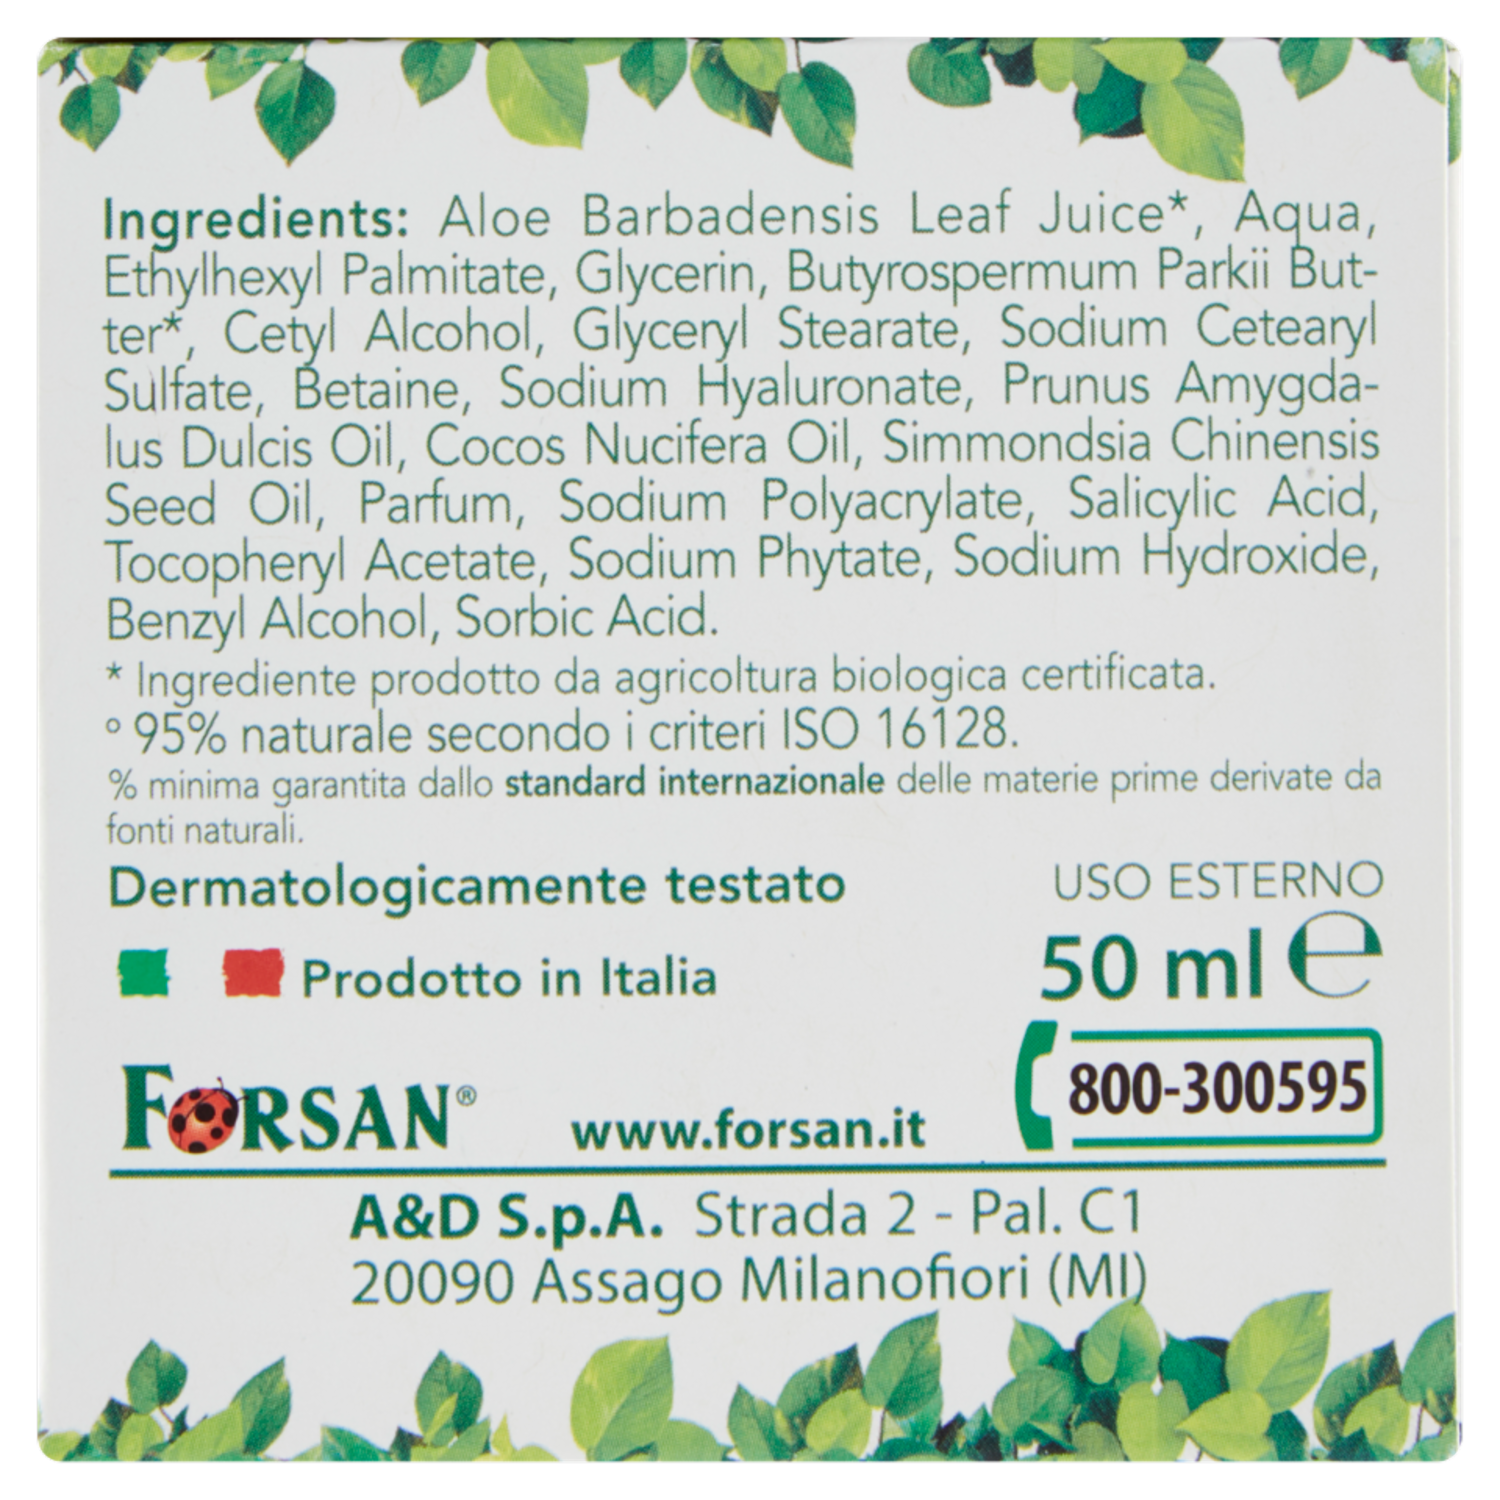 Ingredients: Aloe Barbadensis Leaf Juice*, Aqua,
Ethylhexyl Palmitate, Glycerin, Butyrospermum Parkii But-
ter*, Cetyl Alcohol, Glyceryl Stearate, Sodium Cetearyl
Sulfate, Betaine, Sodium Hyaluronate, Prunus Amygda-
lus Dulcis Oil, Cocos Nucifera Oil, Simmondsia Chinensis
Seed Oil, Parfum, Sodium Polyacrylate, Salicylic Acid,
Tocopheryl Acetate, Sodium Phytate, Sodium Hydroxide,
Benzyl Alcohol, Sorbic Acid.
* Ingrediente prodotto da agricoltura biologica certificata.
° 95% naturale secondo i criteri ISO 16128.
% minima garantita dallo standard internazionale delle materie prime derivate da
fonti naturali.
Dermatologicamente testato
USO ESTERNO
50 ml ℮
Prodotto in Italia
FORSAN®
www.forsan.it
800-300595
A&D S.p.A. Strada 2 - Pal. C1
20090 Assago Milanofiori (MI)